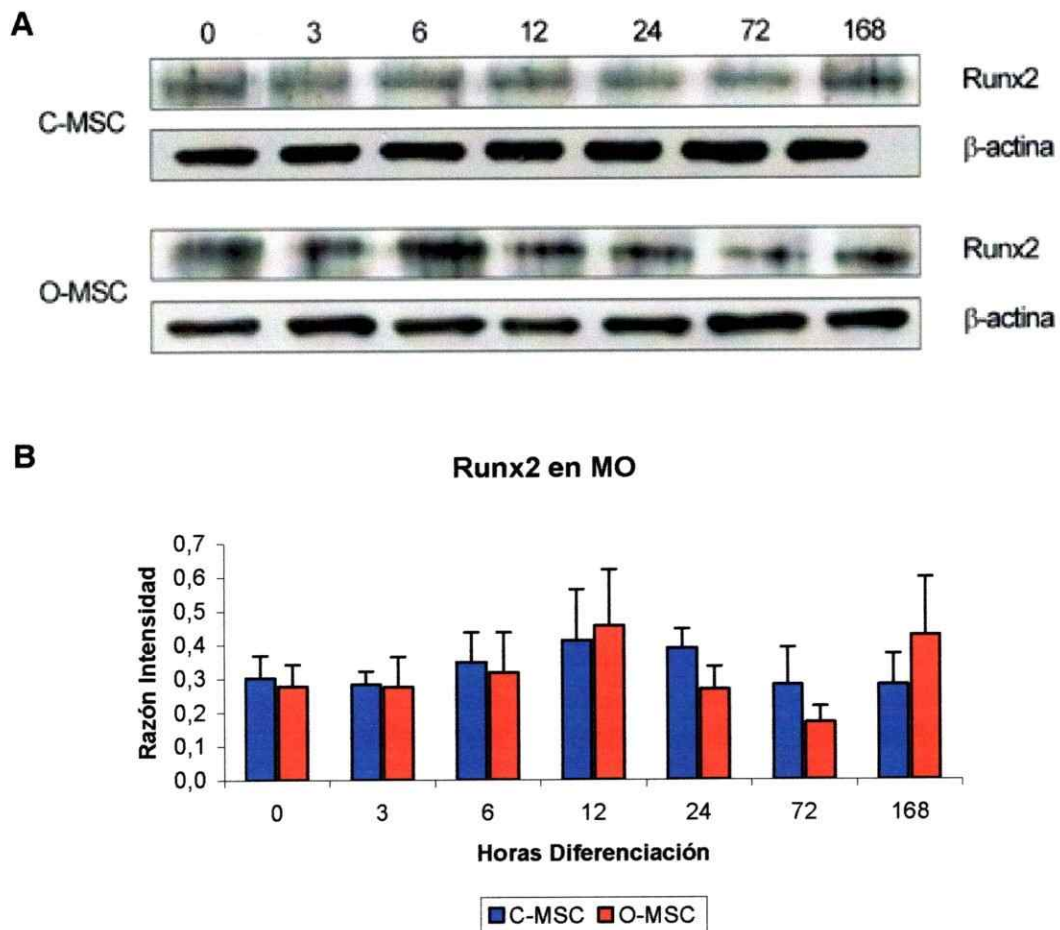 A
0 3 6 12 24 72 168
Runx2
C-MSC
β-actina
Runx2
O-MSC
β-actina
B
Runx2 en MO
Razón Intensidad
0,7
0,6
0,5
0,4
0,3
0,2
0,1
0,0
0 3 6 12 24 72 168
Horas Diferenciación
C-MSC O-MSC